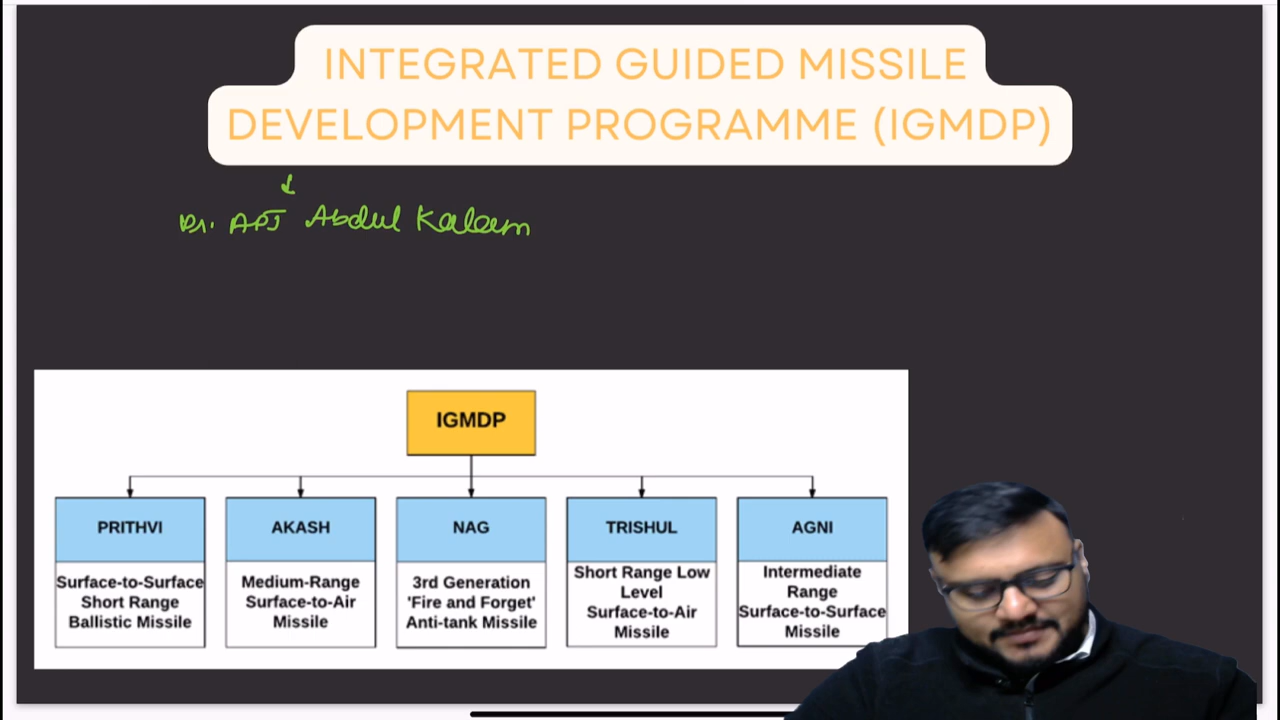 INTEGRATED GUIDED MISSILE
DEVELOPMENT PROGRAMME (IGMDP)
Dr. APJ Abdul Kalam
IGMDP
PRITHVI
Surface-to-Surface
Short Range
Ballistic Missile
AKASH
Medium-Range
Surface-to-Air
Missile
NAG
3rd Generation
'Fire and Forget'
Anti-tank Missile
TRISHUL
Short Range Low
Level
Surface-to-Air
Missile
AGNI
Intermediate
Range
Surface-to-Surface
Missile